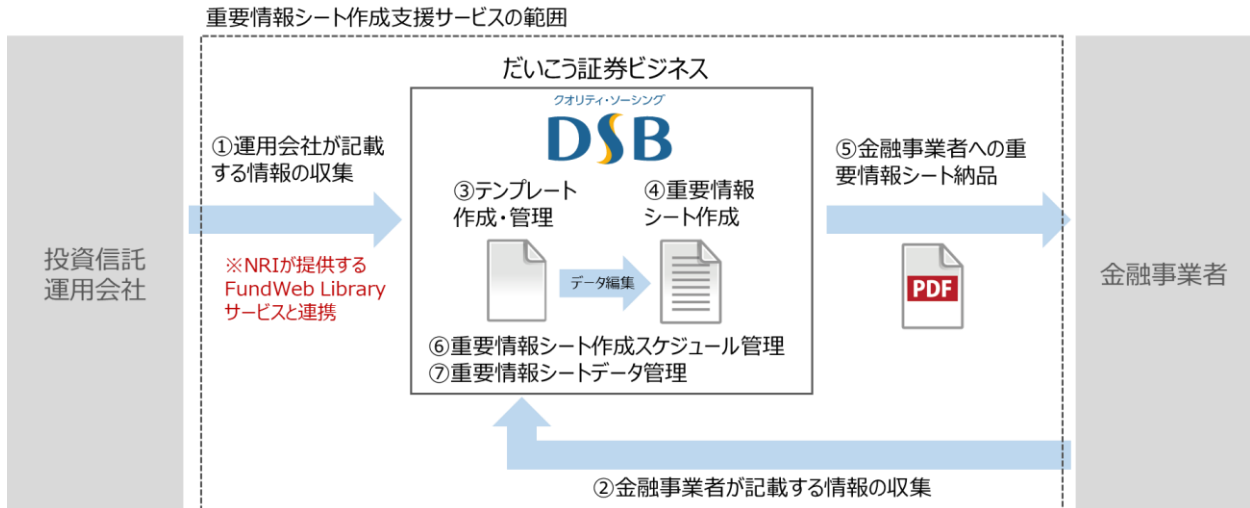 重要情報シート作成支援サービスの範囲
だいこう証券ビジネス
クオリティ・ソーシング
DSB
①運用会社が記載
する情報の収集
※NRIが提供する
FundWeb Library
サービスと連携
投資信託
運用会社
③テンプレート
作成・管理
④重要情報
シート作成
データ編集
⑥重要情報シート作成スケジュール管理
⑦重要情報シートデータ管理
⑤金融事業者への重
要情報シート納品
PDF
金融事業者
②金融事業者が記載する情報の収集